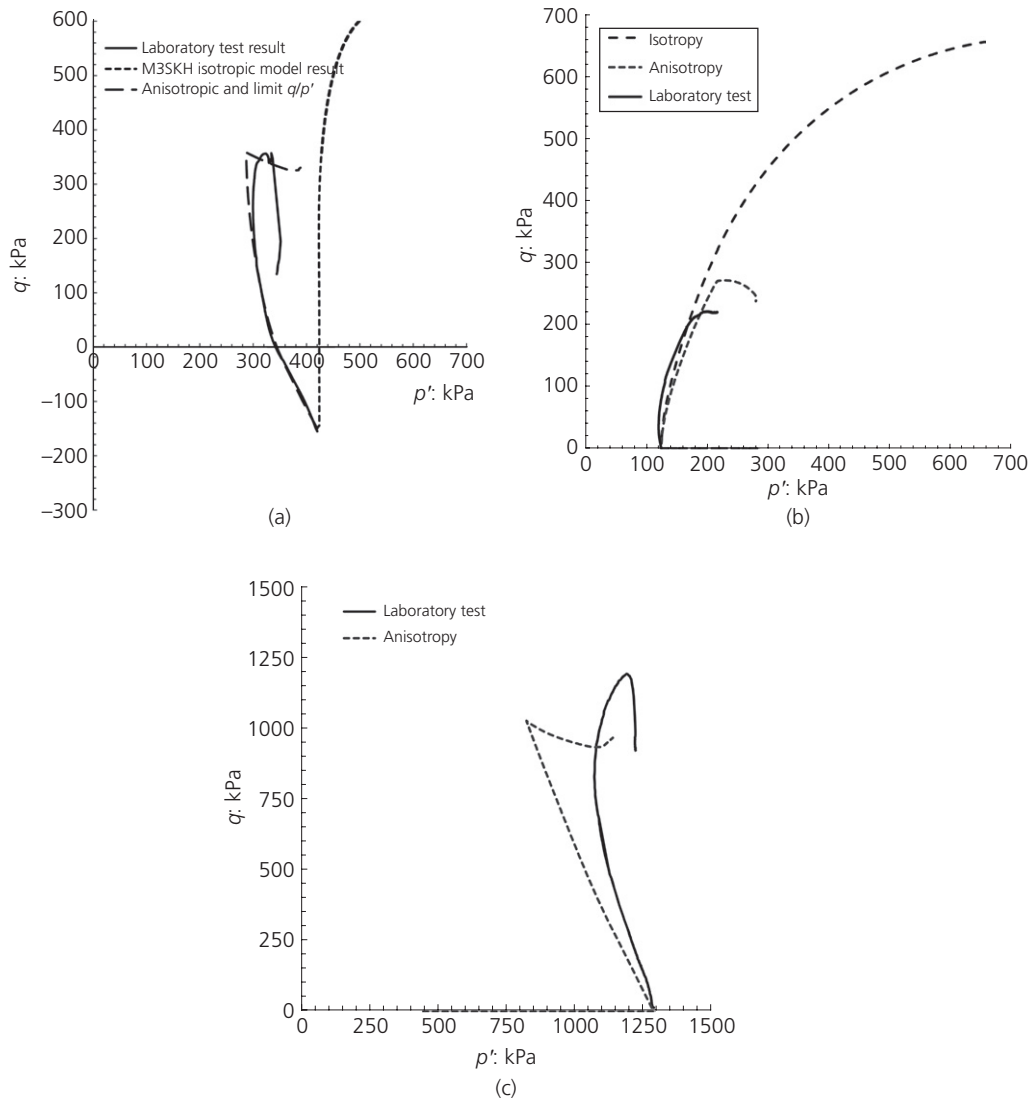 600
500
400
300
200
100
0
−100
−200
−300
0 100 200 300 400 500 600 700
q: kPa
p′: kPa
Laboratory test result
M3SKH isotropic model result
Anisotropic and limit q/p′
(a)
700
600
500
400
300
200
100
0
0 100 200 300 400 500 600 700
q: kPa
p′: kPa
Isotropy
Anisotropy
Laboratory test
(b)
1500
1250
1000
750
500
250
0
0 250 500 750 1000 1250 1500
q: kPa
p′: kPa
Laboratory test
Anisotropy
(c)